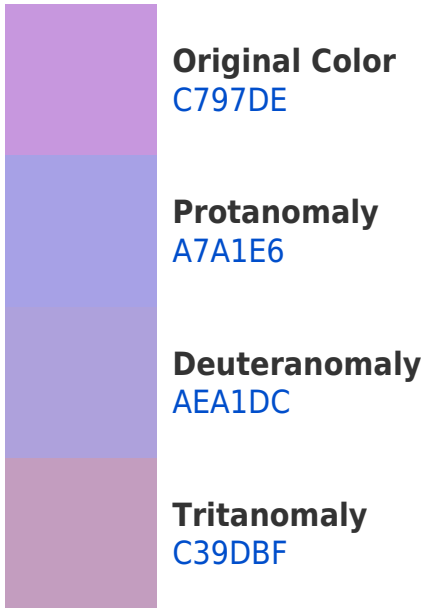 Original Color
C797DE
Protanomaly
A7A1E6
Deuteranomaly
AEA1DC
Tritanomaly
C39DBF